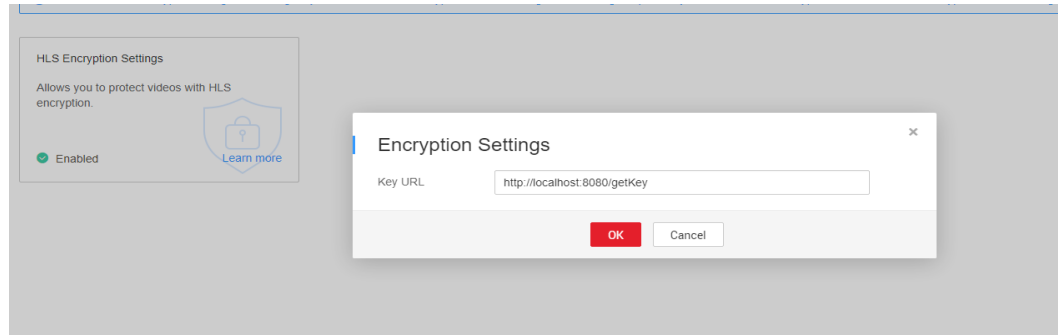 HLS Encryption Settings
Allows you to protect videos with HLS
encryption.
Enabled
Learn more
Encryption Settings
Key URL
http://localhost:8080/getKey
OK
Cancel